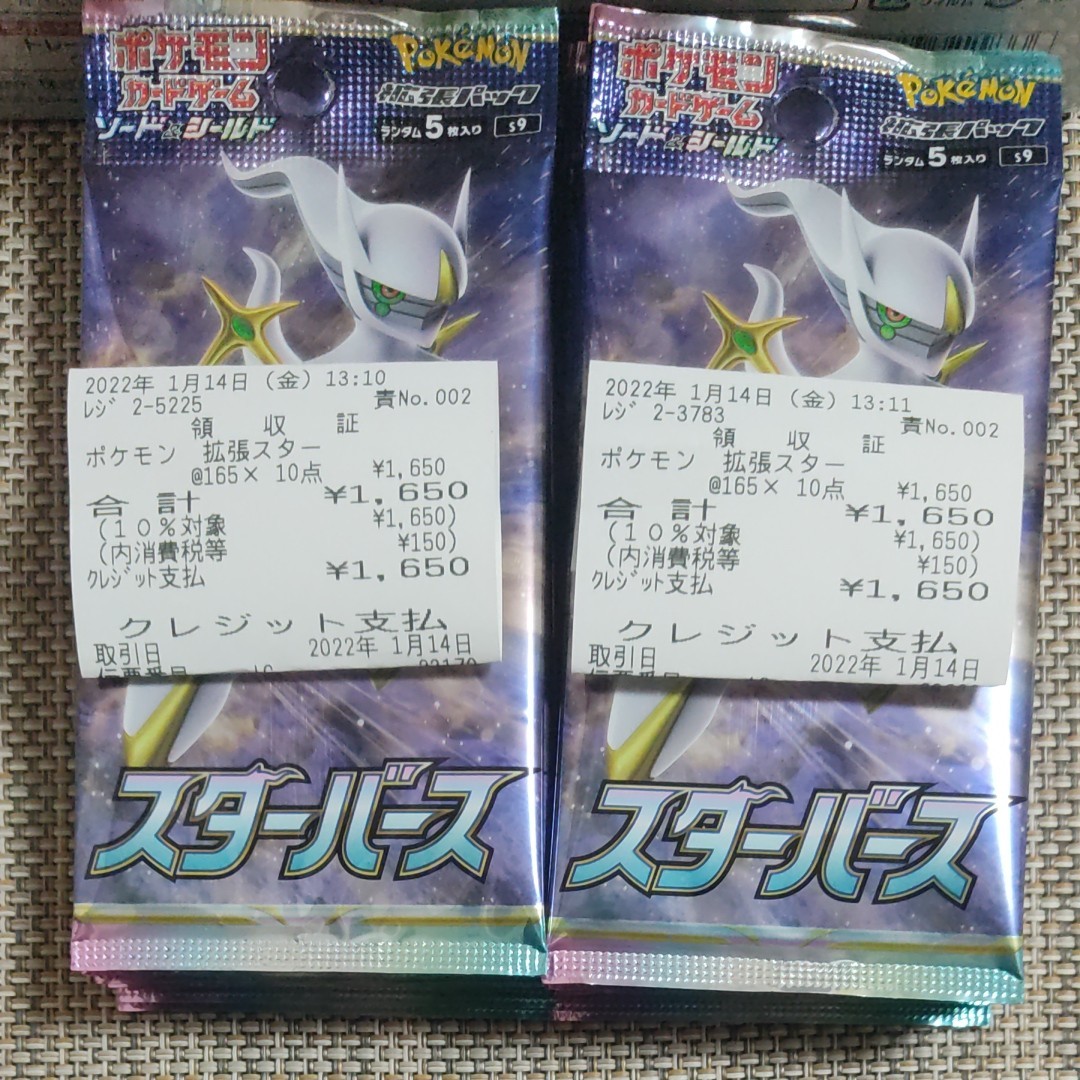 ポケモン
カードゲーム
ソード&シールド
Pokémon
拡張パック
ランダム5枚入り S9
2022年 1月14日 (金) 13:10
レジ 2-5225 責No.002
領 収 証
ポケモン 拡張スター
@165× 10点 ¥1,650
合 計 ¥1,650
(10%対象 ¥1,650)
(内消費税等 ¥150)
クレジット支払 ¥1,650
クレジット支払
取引日 2022年 1月14日
スターバース
ポケモン
カードゲーム
ソード&シールド
Pokémon
拡張パック
ランダム5枚入り S9
2022年 1月14日 (金) 13:11
レジ 2-3783 責No.002
領 収 証
ポケモン 拡張スター
@165× 10点 ¥1,650
合 計 ¥1,650
(10%対象 ¥1,650)
(内消費税等 ¥150)
クレジット支払 ¥1,650
クレジット支払
取引日 2022年 1月14日
スターバース